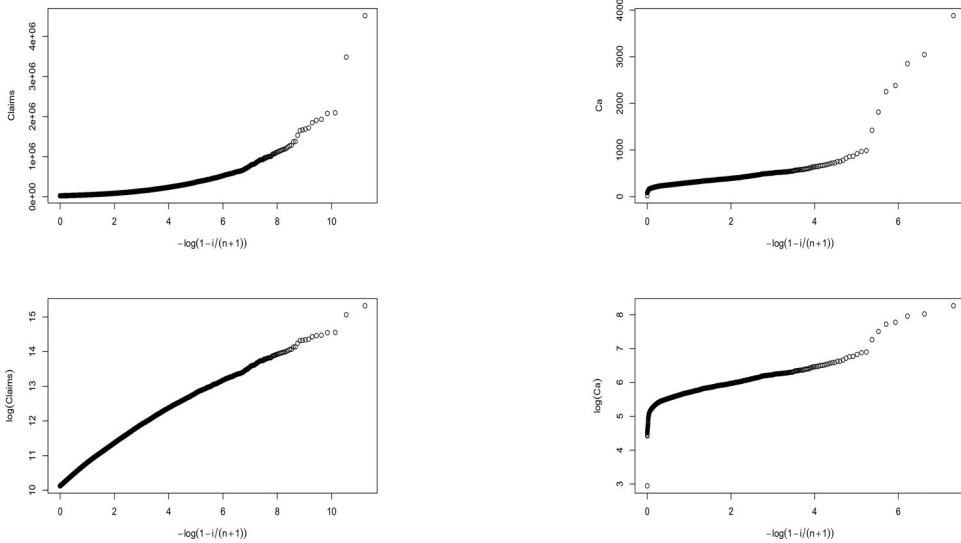 Claims
0e+00 1e+06 2e+06 3e+06 4e+06
0 2 4 6 8 10
−log(1−i/(n+1))
Ca
0 1000 2000 3000 4000
0 2 4 6
−log(1−i/(n+1))
log(Claims)
10 11 12 13 14 15
0 2 4 6 8 10
−log(1−i/(n+1))
log(Ca)
3 4 5 6 7 8
0 2 4 6
−log(1−i/(n+1))